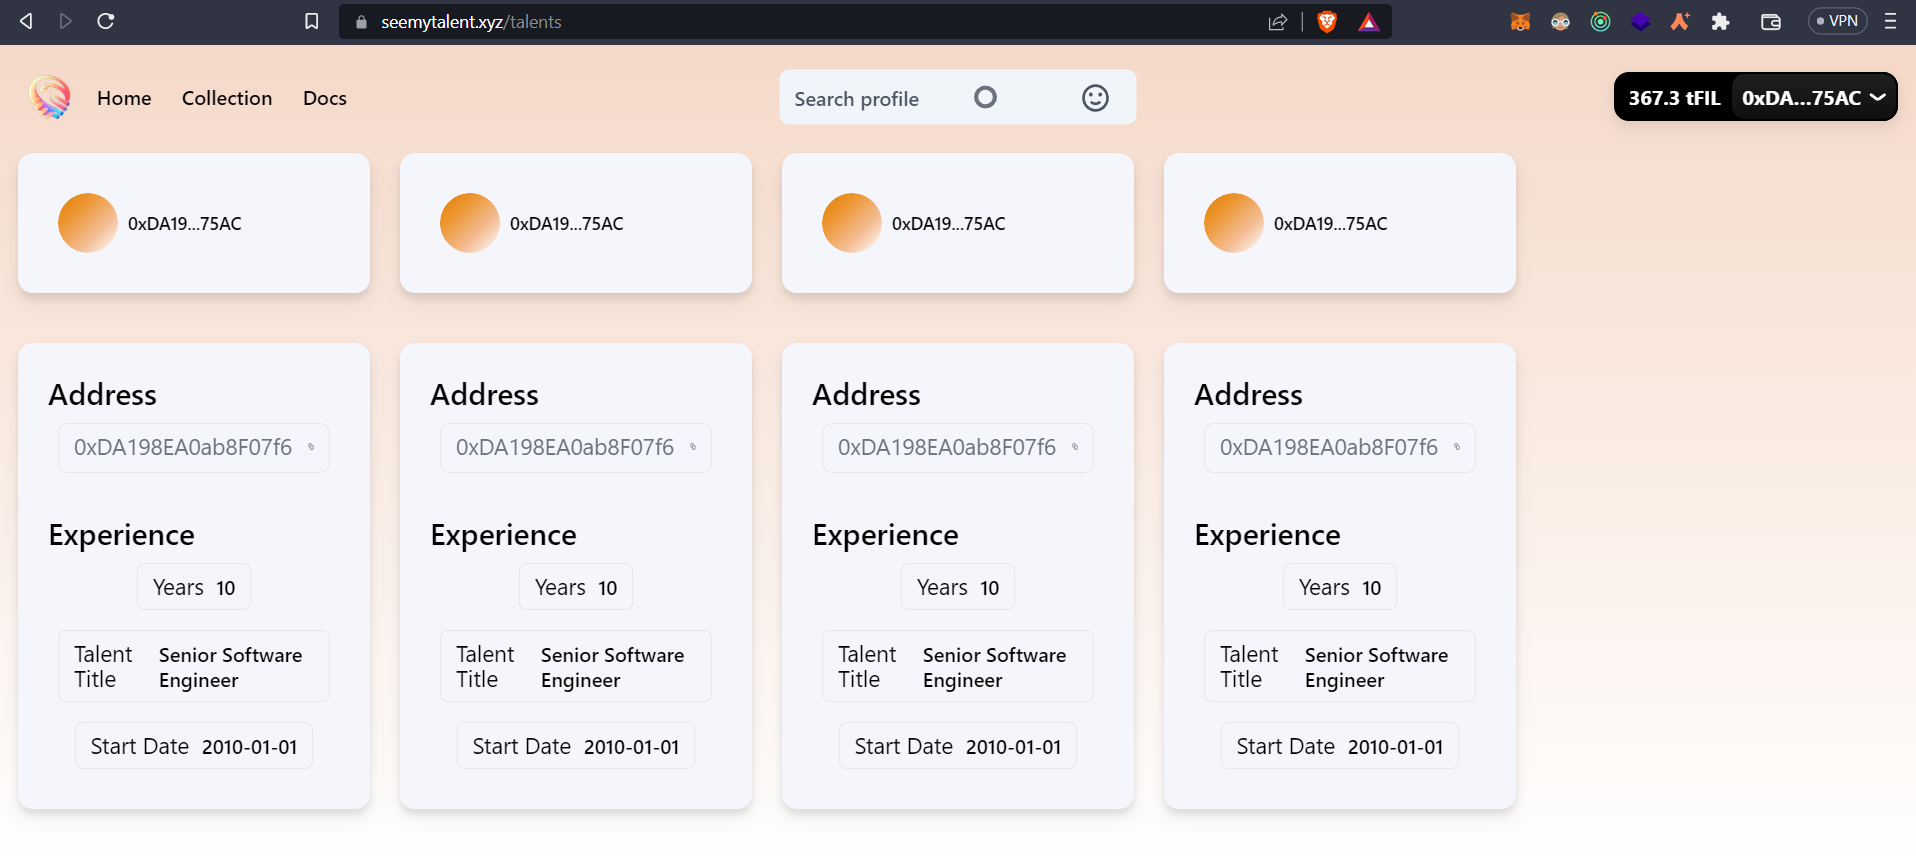 seemytalent.xyz/talents
VPN
Home Collection Docs
Search profile
367.3 tFIL 0xDA...75AC
0xDA19...75AC 0xDA19...75AC 0xDA19...75AC 0xDA19...75AC
Address Address Address Address
0xDA198EA0ab8F07f6 0xDA198EA0ab8F07f6 0xDA198EA0ab8F07f6 0xDA198EA0ab8F07f6
Experience Experience Experience Experience
Years 10 Years 10 Years 10 Years 10
Talent Senior Software Talent Senior Software Talent Senior Software Talent Senior Software
Title Engineer Title Engineer Title Engineer Title Engineer
Start Date 2010-01-01 Start Date 2010-01-01 Start Date 2010-01-01 Start Date 2010-01-01